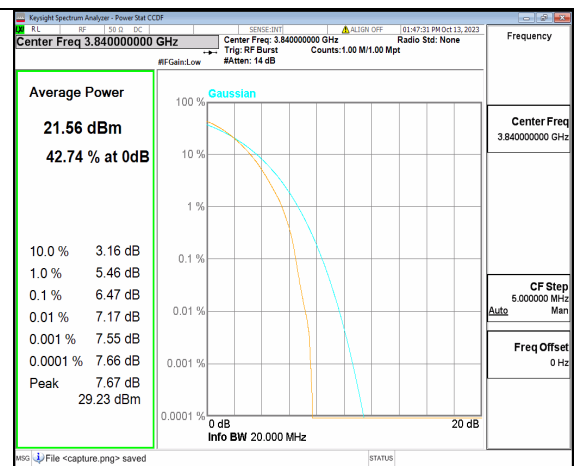 Keysight Spectrum Analyzer - Power Stat CCDF
RL RF 50 Ω DC SENSE:INT ALIGN OFF 01:47:31 PM Oct 13, 2023
Center Freq 3.840000000 GHz
Center Freq: 3.840000000 GHz Radio Std: None
Trig: RF Burst Counts:1.00 M/1.00 Mpt
#IFGain:Low #Atten: 14 dB
Frequency
Average Power
21.56 dBm
42.74 % at 0dB
10.0 % 3.16 dB
1.0 % 5.46 dB
0.1 % 6.47 dB
0.01 % 7.17 dB
0.001 % 7.55 dB
0.0001 % 7.66 dB
Peak 7.67 dB
29.23 dBm
Gaussian
100 %
10 %
1 %
0.1 %
0.01 %
0.001 %
0.0001 %
0 dB 20 dB
Info BW 20.000 MHz
Center Freq
3.840000000 GHz
CF Step
5.000000 MHz
Auto Man
Freq Offset
0 Hz
MSG File <capture.png> saved STATUS